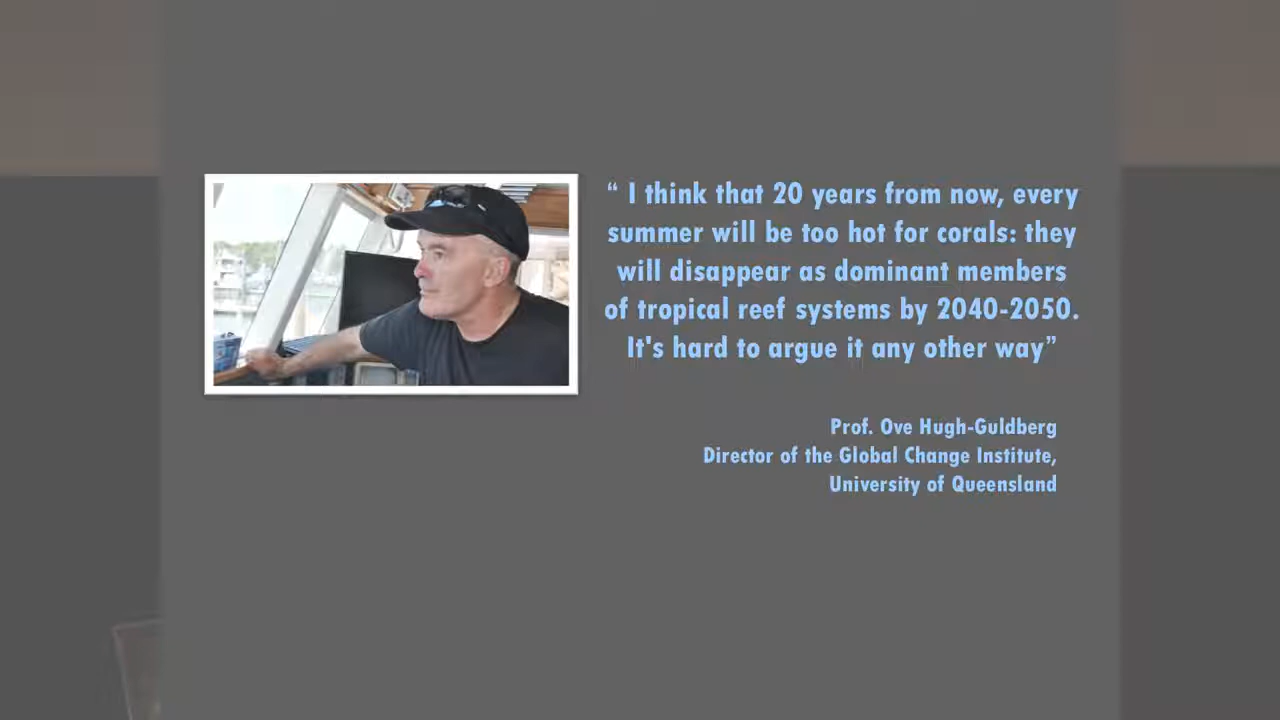 “ I think that 20 years from now, every
summer will be too hot for corals: they
will disappear as dominant members
of tropical reef systems by 2040-2050.
It's hard to argue it any other way”
Prof. Ove Hugh-Guldberg
Director of the Global Change Institute,
University of Queensland